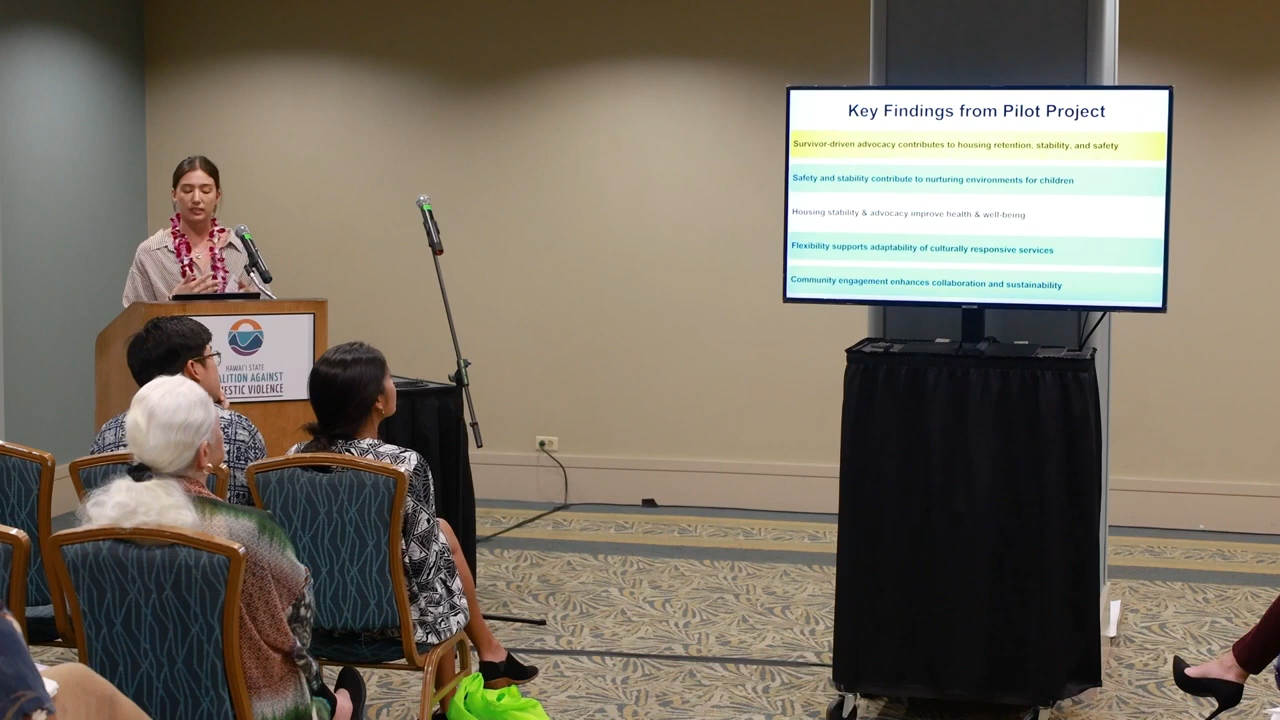 Key Findings from Pilot Project
Survivor-driven advocacy contributes to housing retention, stability, and safety
Safety and stability contribute to nurturing environments for children
Housing stability & advocacy improve health & well-being
Flexibility supports adaptability of culturally responsive services
Community engagement enhances collaboration and sustainability
HAWAI'I STATE
ALITION AGAINST
ESTIC VIOLENCE